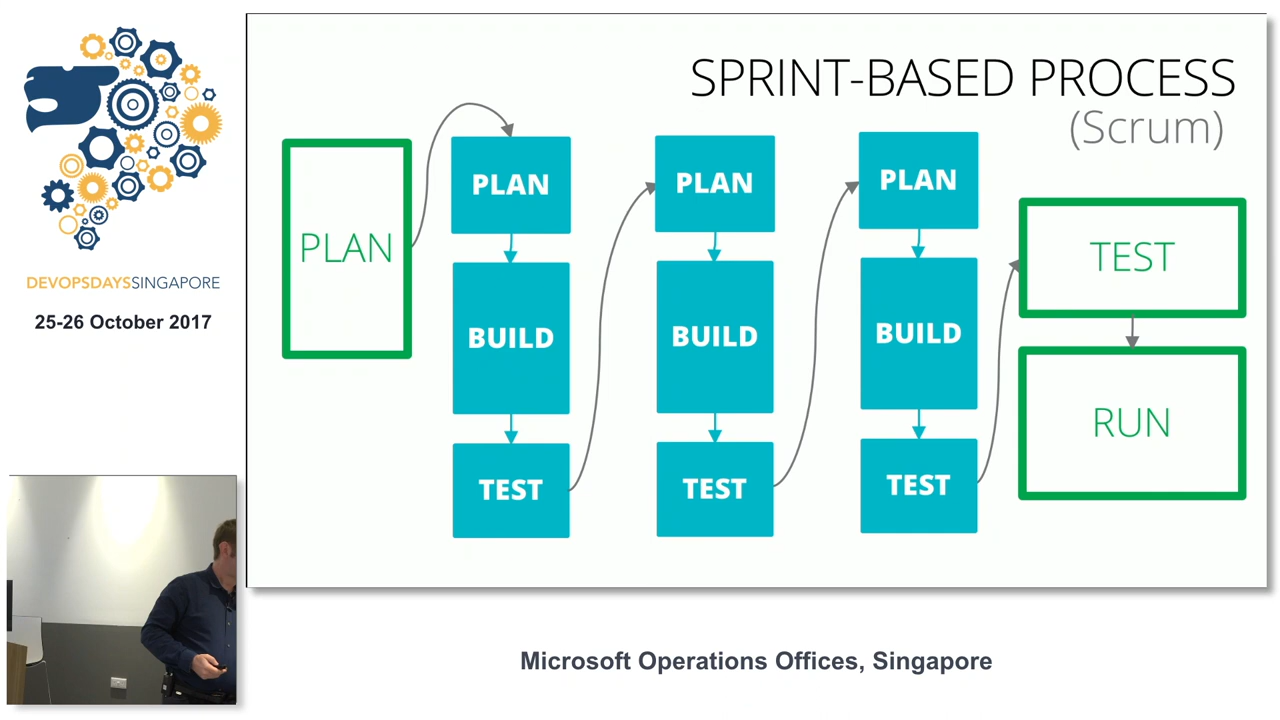 DEVOPSDAYSSINGAPORE
25-26 October 2017
SPRINT-BASED PROCESS
(Scrum)
PLAN
PLAN
BUILD
TEST
PLAN
BUILD
TEST
PLAN
BUILD
TEST
TEST
RUN
Microsoft Operations Offices, Singapore